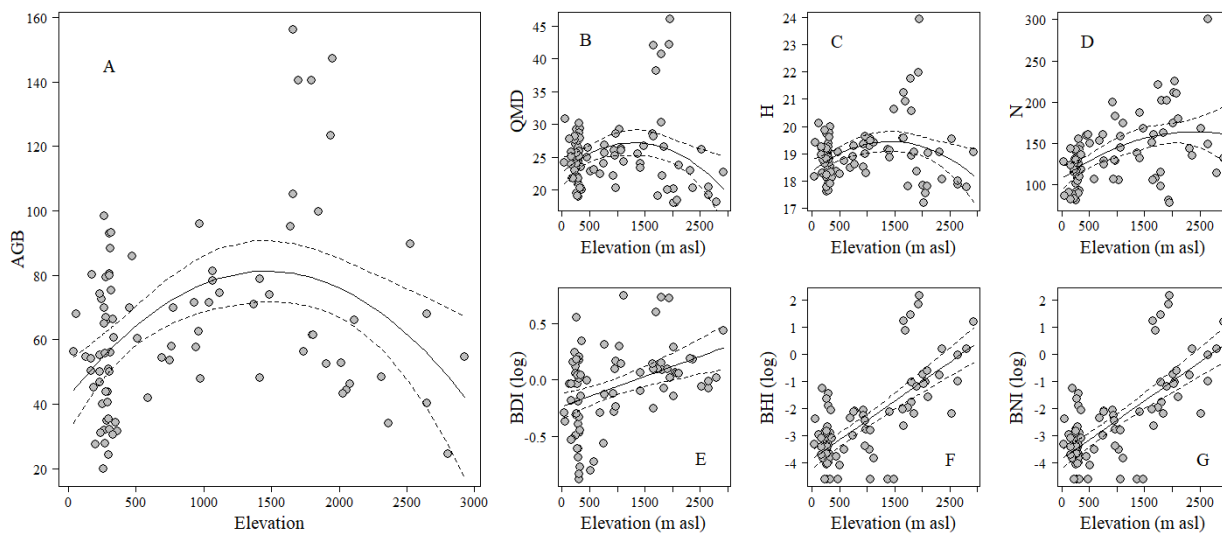 A
AGB
160
140
120
100
80
60
40
20
0 500 1000 1500 2000 2500 3000
Elevation
B
QMD
45
40
35
30
25
20
0 500 1500 2500
Elevation (m asl)
C
H
24
23
22
21
20
19
18
17
0 500 1500 2500
Elevation (m asl)
D
N
300
250
200
150
100
0 500 1500 2500
Elevation (m asl)
E
BDI (log)
0.5
0.0
-0.5
0 500 1500 2500
Elevation (m asl)
F
BHI (log)
2
1
0
-1
-2
-3
-4
0 500 1500 2500
Elevation (m asl)
G
BNI (log)
2
1
0
-1
-2
-3
-4
0 500 1500 2500
Elevation (m asl)